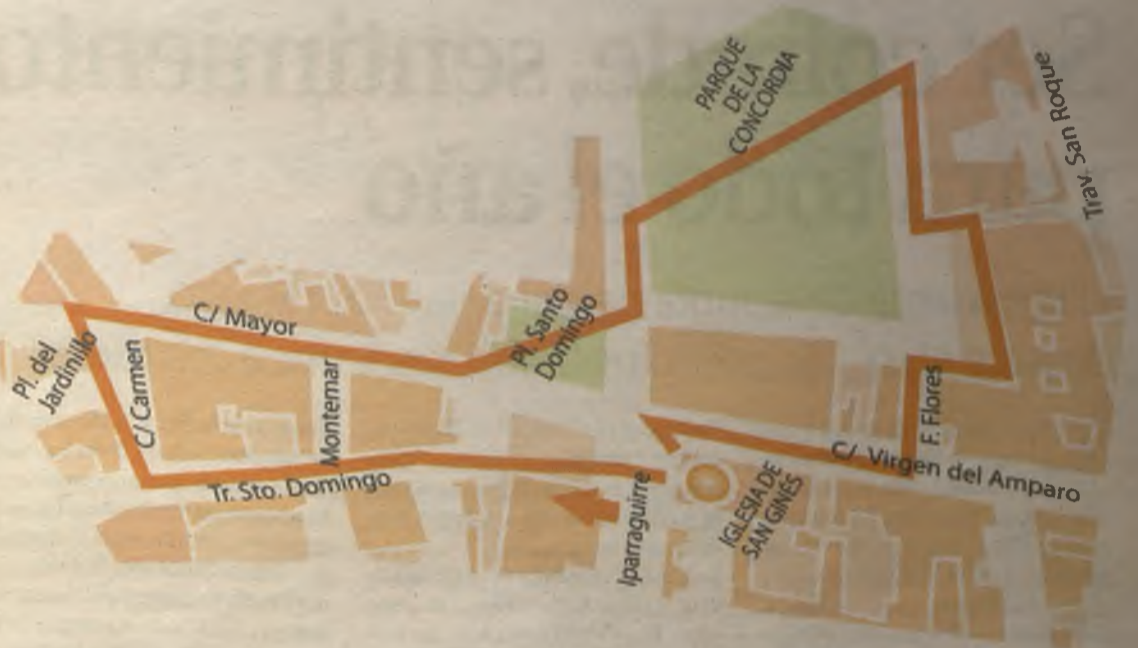 PARQUE
DE LA
CONCORDIA
Trav. San Roque
C/ Mayor
Pl. Santo
Domingo
Pl. del
Jardinillo
C/ Carmen
Montemar
F. Flores
C/ Virgen del Amparo
Tr. Sto. Domingo
Iparraguirre
IGLESIA DE
SAN GINÉS